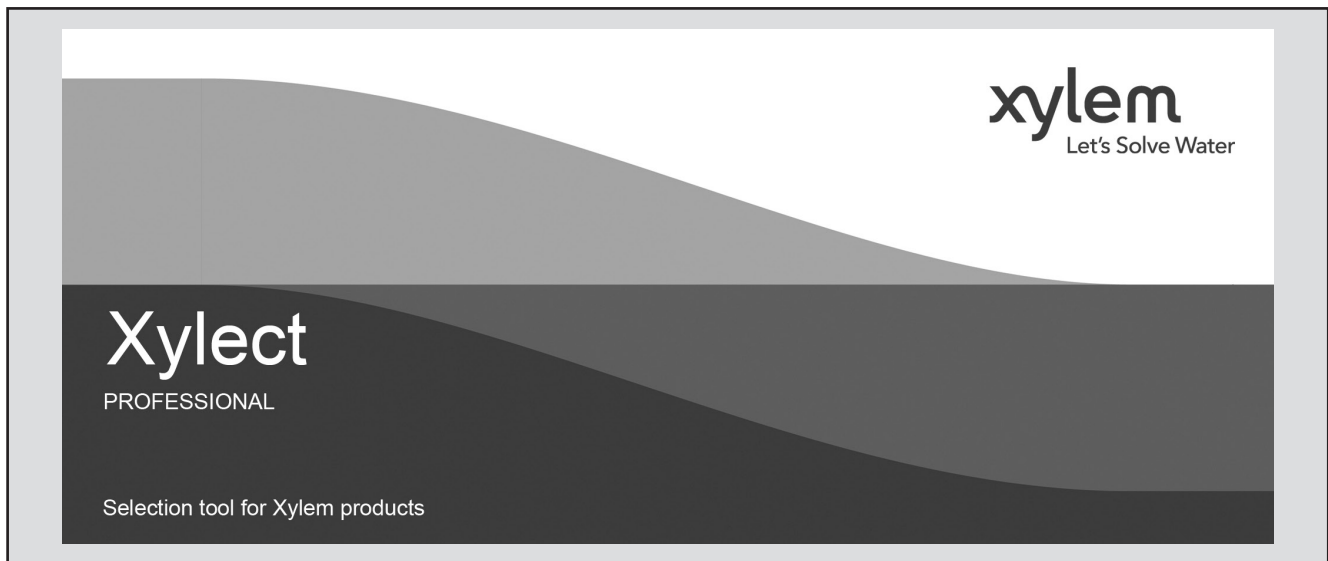 xylem
Let's Solve Water
Xylect
PROFESSIONAL
Selection tool for Xylem products